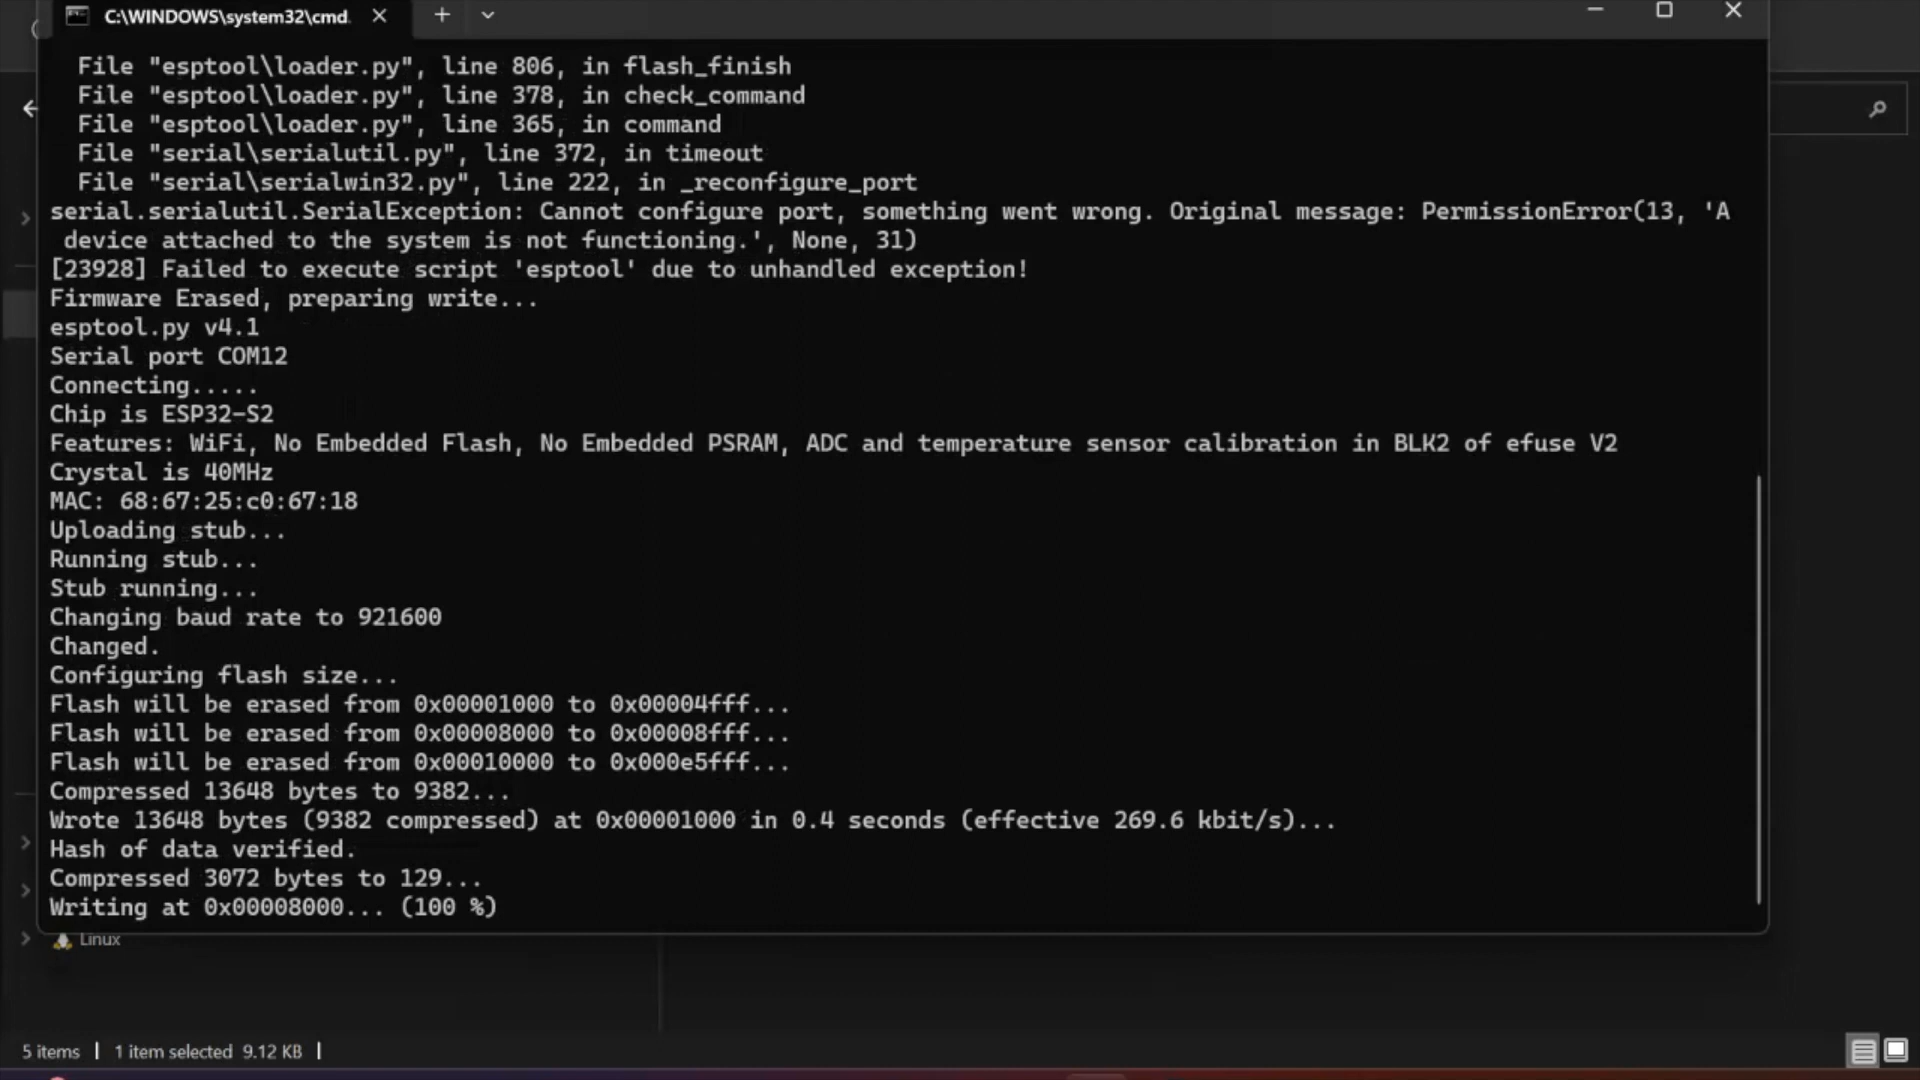 C:\WINDOWS\system32\cmd.
File "esptool\loader.py", line 806, in flash_finish
File "esptool\loader.py", line 378, in check_command
File "esptool\loader.py", line 365, in command
File "serial\serialutil.py", line 372, in timeout
File "serial\serialwin32.py", line 222, in _reconfigure_port
serial.serialutil.SerialException: Cannot configure port, something went wrong. Original message: PermissionError(13, 'A
device attached to the system is not functioning.', None, 31)
[23928] Failed to execute script 'esptool' due to unhandled exception!
Firmware Erased, preparing write...
esptool.py v4.1
Serial port COM12
Connecting.....
Chip is ESP32-S2
Features: WiFi, No Embedded Flash, No Embedded PSRAM, ADC and temperature sensor calibration in BLK2 of efuse V2
Crystal is 40MHz
MAC: 68:67:25:c0:67:18
Uploading stub...
Running stub...
Stub running...
Changing baud rate to 921600
Changed.
Configuring flash size...
Flash will be erased from 0x00001000 to 0x00004fff...
Flash will be erased from 0x00008000 to 0x00008fff...
Flash will be erased from 0x00010000 to 0x000e5fff...
Compressed 13648 bytes to 9382...
Wrote 13648 bytes (9382 compressed) at 0x00001000 in 0.4 seconds (effective 269.6 kbit/s)...
Hash of data verified.
Compressed 3072 bytes to 129...
Writing at 0x00008000... (100 %)
Linux
5 items | 1 item selected 9.12 KB |